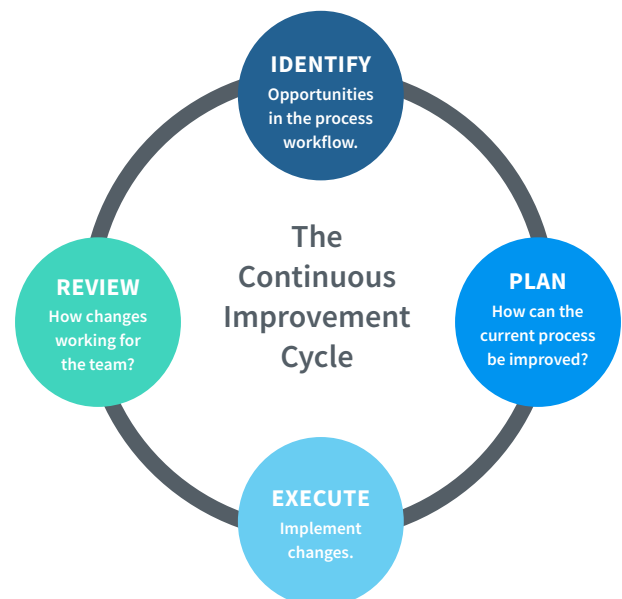 IDENTIFY
Opportunities
in the process
workflow.
The
Continuous
Improvement
Cycle
PLAN
How can the
current process
be improved?
EXECUTE
Implement
changes.
REVIEW
How changes
working for
the team?